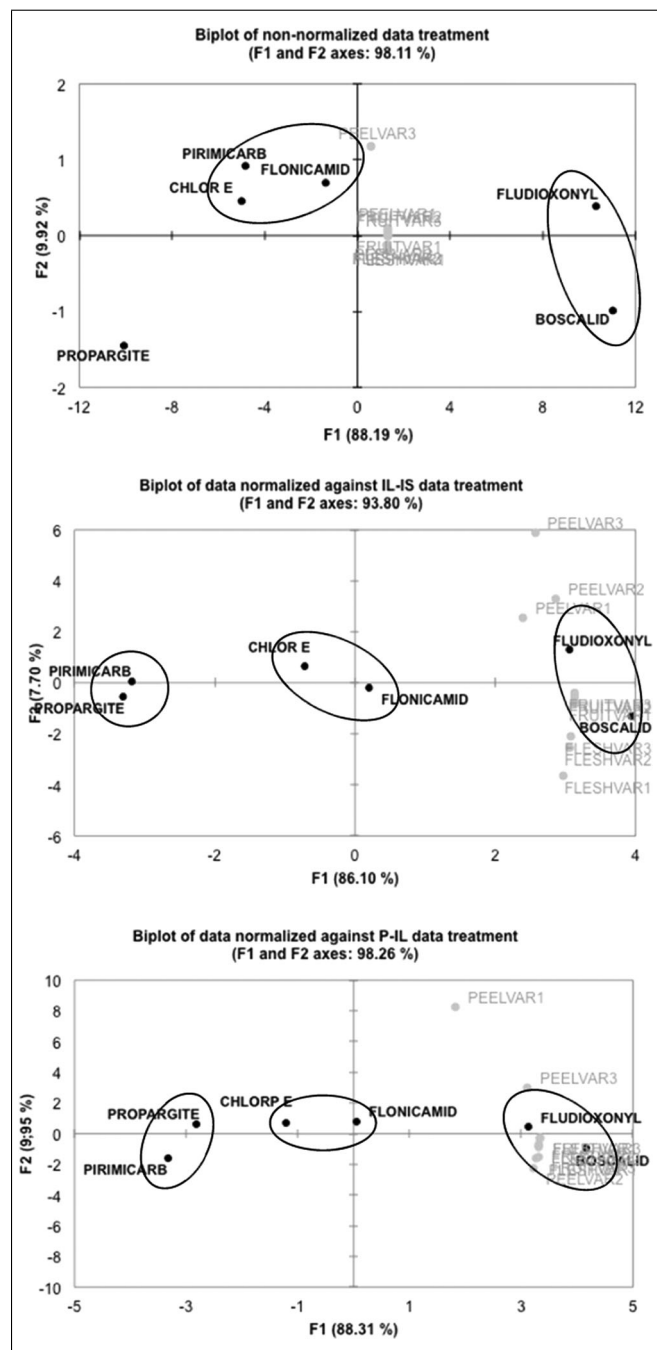 Biplot of non-normalized data treatment
(F1 and F2 axes: 98.11 %)
2
PEELVAR3
PIRIMICARB
1
FLONICAMID
CHLOR E
FLUDIOXONYL
PEELVAR1
F2 (9.92 %)
0
FRUITVAR1
-1
BOSCALID
PROPARGITE
-2
-12
-8
-4
0
4
8
12
F1 (88.19 %)
Biplot of data normalized against IL-IS data treatment
(F1 and F2 axes: 93.80 %)
6
PEELVAR3
4
PEELVAR2
PEELVAR1
2
CHLOR E
FLUDIOXONYL
PIRIMICARB
F2 (7.70 %)
0
PROPARGITE
FLONICAMID
FRUITVAR1
BOSCALID
-2
FLESHVAR3
FLESHVAR2
-4
FLESHVAR1
-6
-4
-2
0
2
4
F1 (86.10 %)
Biplot of data normalized against P-IL data treatment
(F1 and F2 axes: 98.26 %)
10
8
PEELVAR1
6
4
PEELVAR3
2
CHLORP E
PROPARGITE
FLONICAMID
FLUDIOXONYL
F2 (9;95 %)
0
BOSCALID
-2
PIRIMICARB
PEELVAR2
-4
-6
-8
-10
-5
-3
-1
1
3
5
F1 (88.31 %)